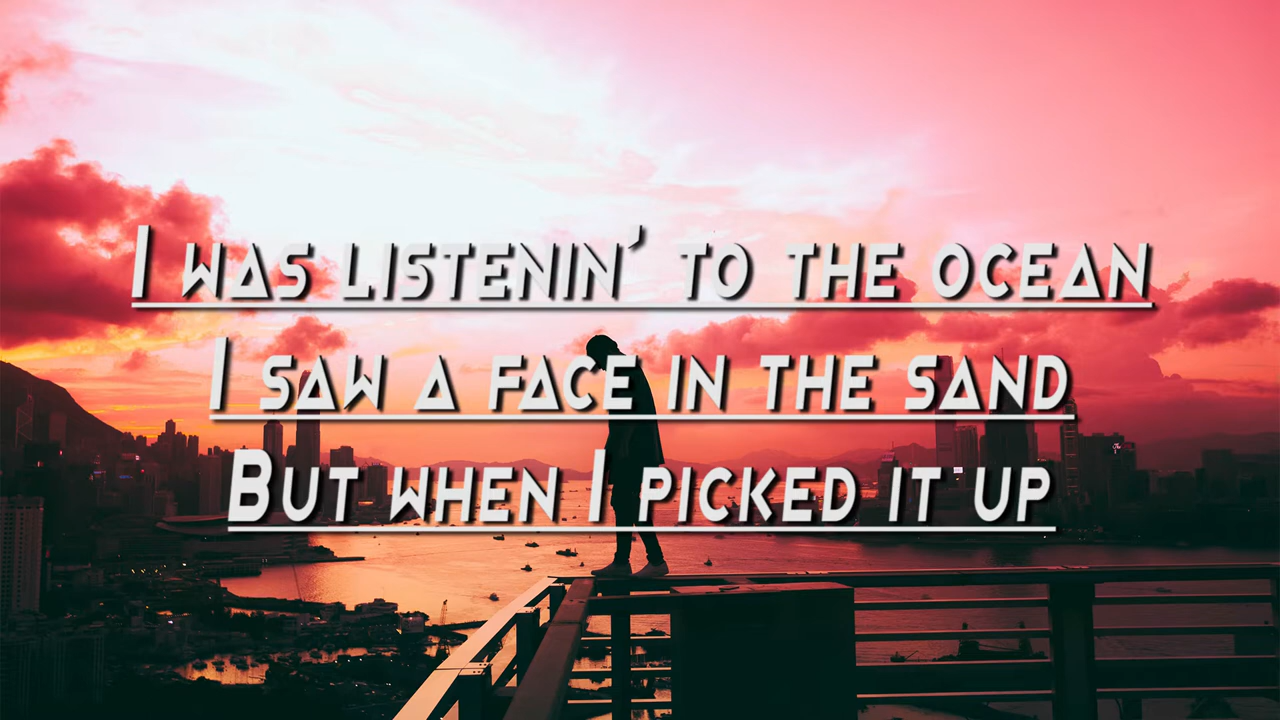 I was listenin' to the ocean
I saw a face in the sand
But when I picked it up